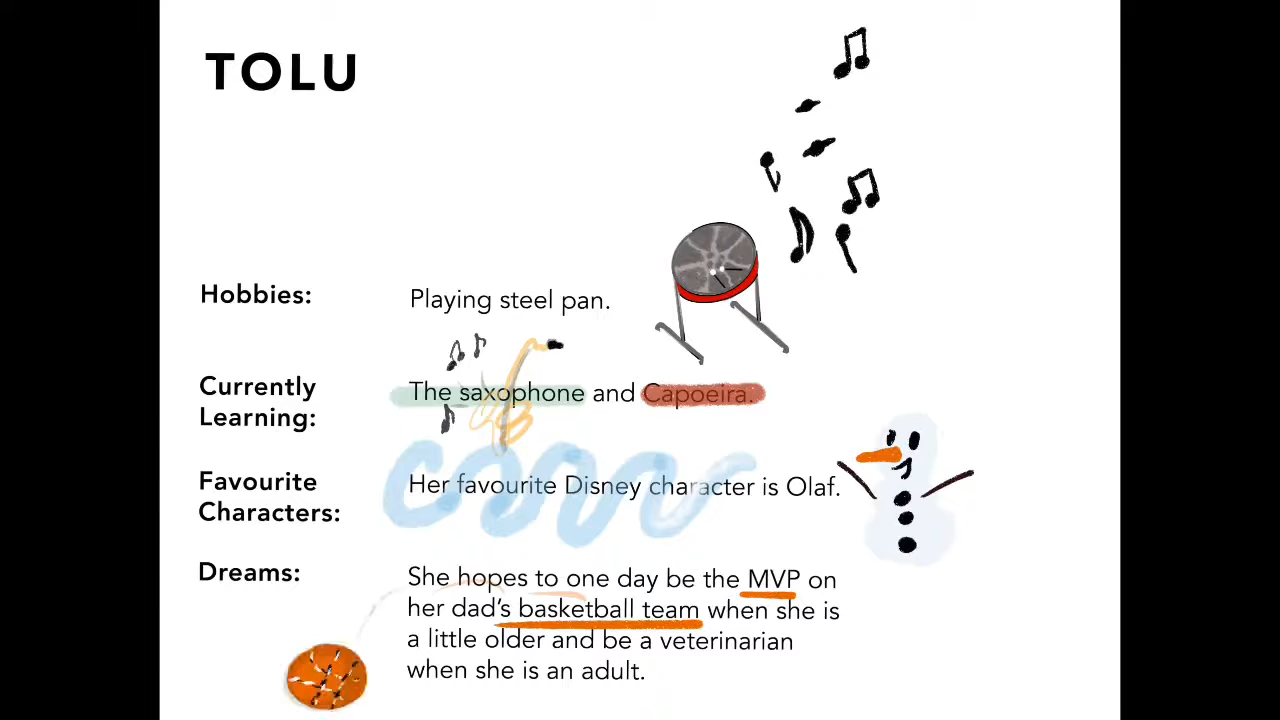 TOLU
Hobbies:
Playing steel pan.
Currently
Learning:
The saxophone and Capoeira.
Favourite
Characters:
Her favourite Disney character is Olaf.
Dreams:
She hopes to one day be the MVP on
her dad's basketball team when she is
a little older and be a veterinarian
when she is an adult.